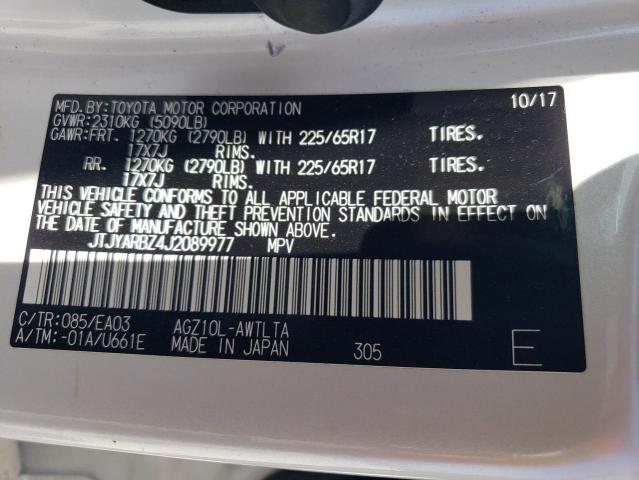 MFD.BY:TOYOTA MOTOR CORPORATION 10/17
GVWR:2310KG (5090LB)
GAWR:FRT. 1270KG (2790LB) WITH 225/65R17 TIRES.
17X7J RIMS.
RR. 1270KG (2790LB) WITH 225/65R17 TIRES.
17X7J RIMS.
THIS VEHICLE CONFORMS TO ALL APPLICABLE FEDERAL MOTOR
VEHICLE SAFETY AND THEFT PREVENTION STANDARDS IN EFFECT ON
THE DATE OF MANUFACTURE SHOWN ABOVE.
JTJYARBZ4J2089977 MPV
C/TR:085/EA03 AGZ10L-AWTLTA
A/TM:-01A/U661E MADE IN JAPAN 305 E